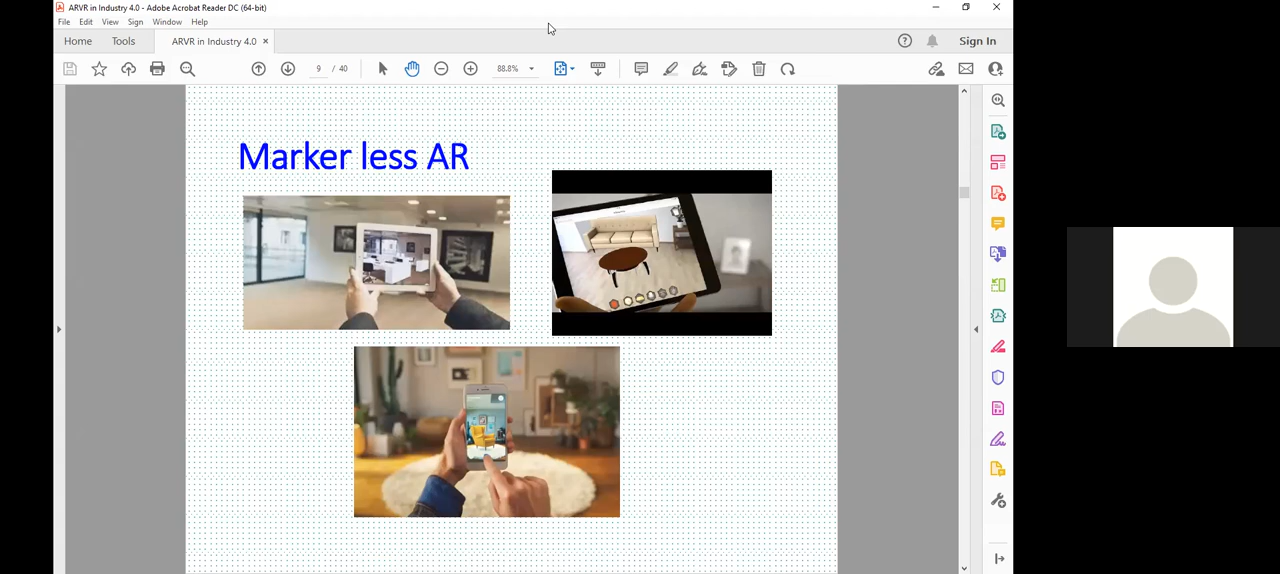 ARVR in Industry 4.0 - Adobe Acrobat Reader DC (64-bit)
File Edit View Sign Window Help
Home Tools ARVR in Industry 4.0 × Sign In
9 / 40 88.8%
Marker less AR